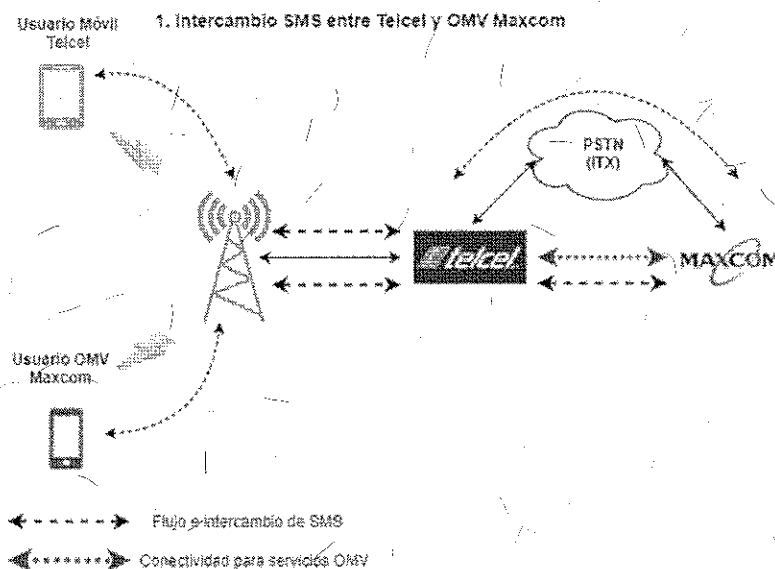 Usuario Móvil
Telcel
1. Intercambio SMS entre Telcel y OMV Maxcom
PSTN
(ITX)
telcel
MAXCOM
Usuario OMV
Maxcom
Flujo e intercambio de SMS
Conectividad para servicios OMV